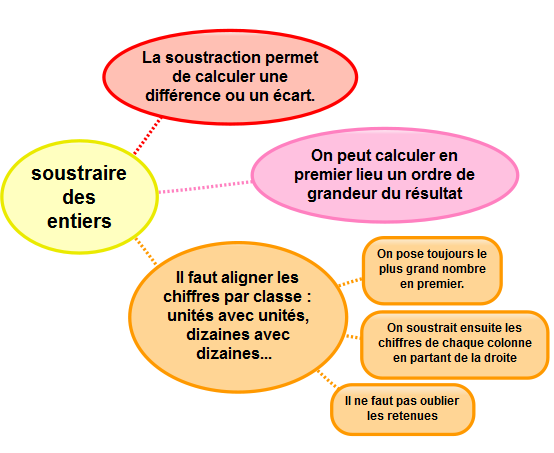 La soustraction permet
de calculer une
différence ou un écart.
soustraire
des
entiers
On peut calculer en
premier lieu un ordre de
grandeur du résultat
Il faut aligner les
chiffres par classe :
unités avec unités,
dizaines avec
dizaines...
On pose toujours le
plus grand nombre
en premier.
On soustrait ensuite les
chiffres de chaque colonne
en partant de la droite
Il ne faut pas oublier
les retenues